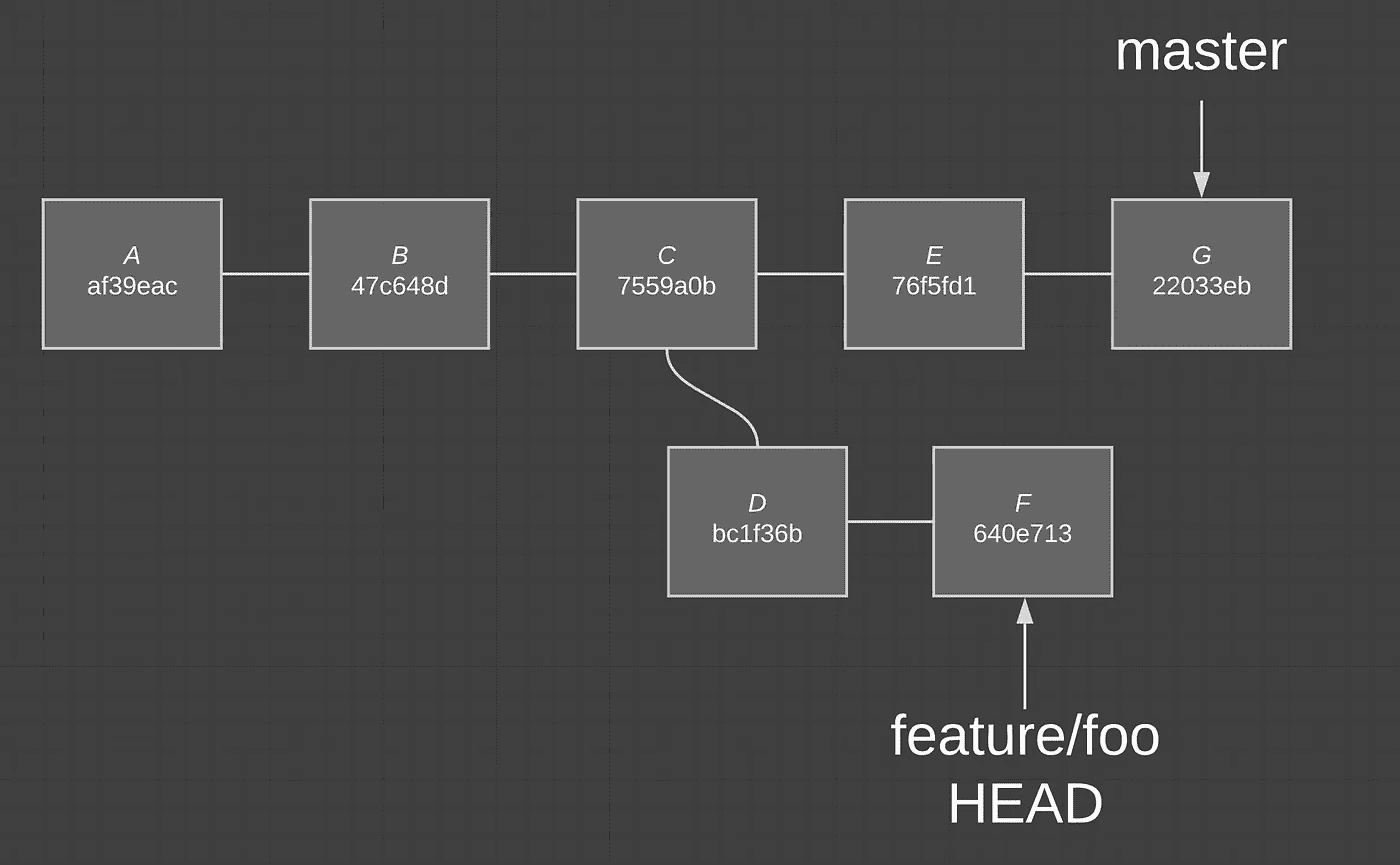 master
A
af39eac
B
47c648d
C
7559a0b
E
76f5fd1
G
22033eb
D
bc1f36b
F
640e713
feature/foo
HEAD